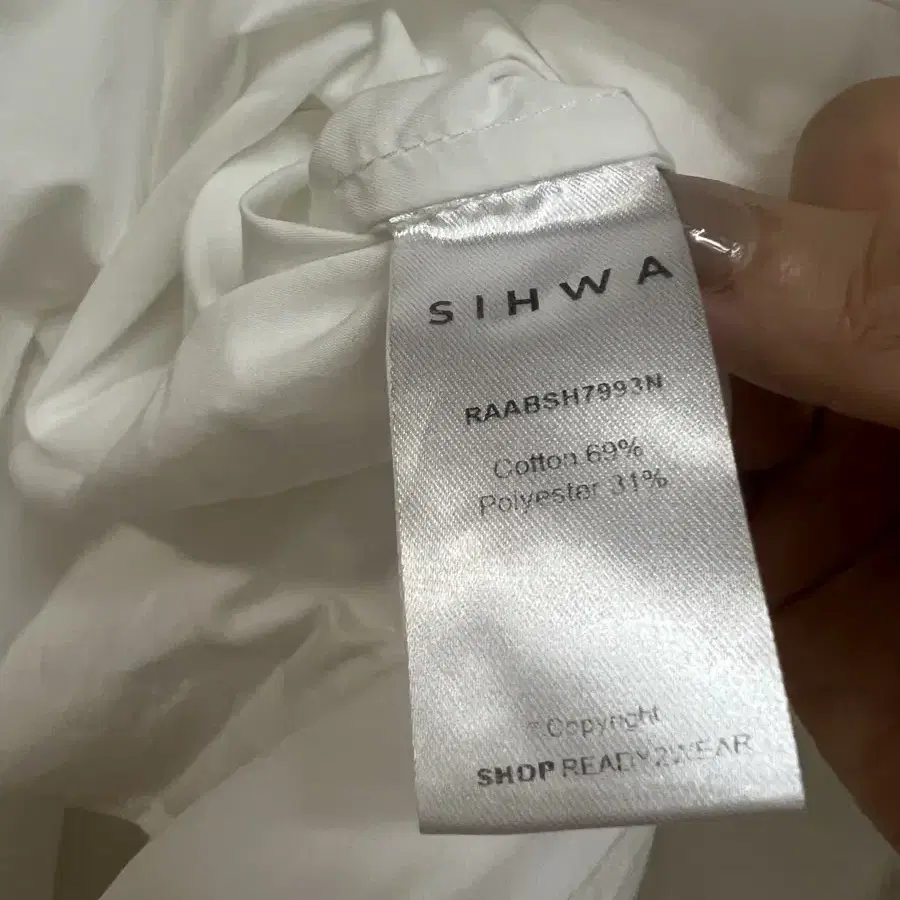 SIHWA
RAABSH7993N
Cotton 69%
Polyester 31%
Copyright
SHOP READY2WEAR